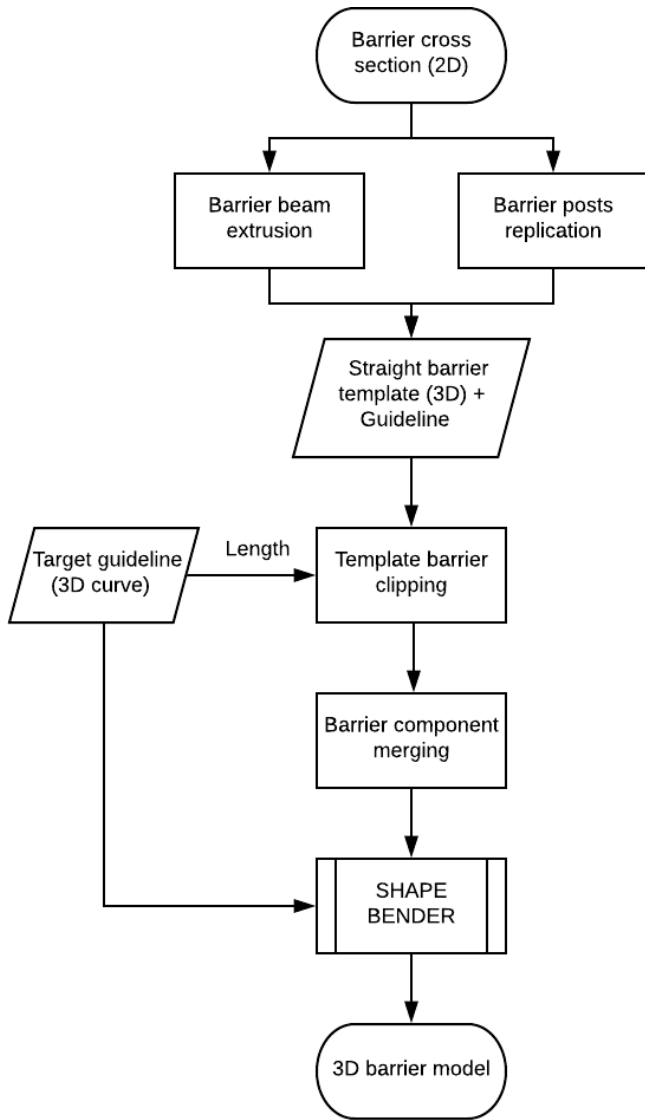 Barrier cross
section (2D)
Barrier beam
extrusion
Barrier posts
replication
Straight barrier
template (3D) +
Guideline
Target guideline
(3D curve)
Length
Template barrier
clipping
Barrier component
merging
SHAPE
BENDER
3D barrier model